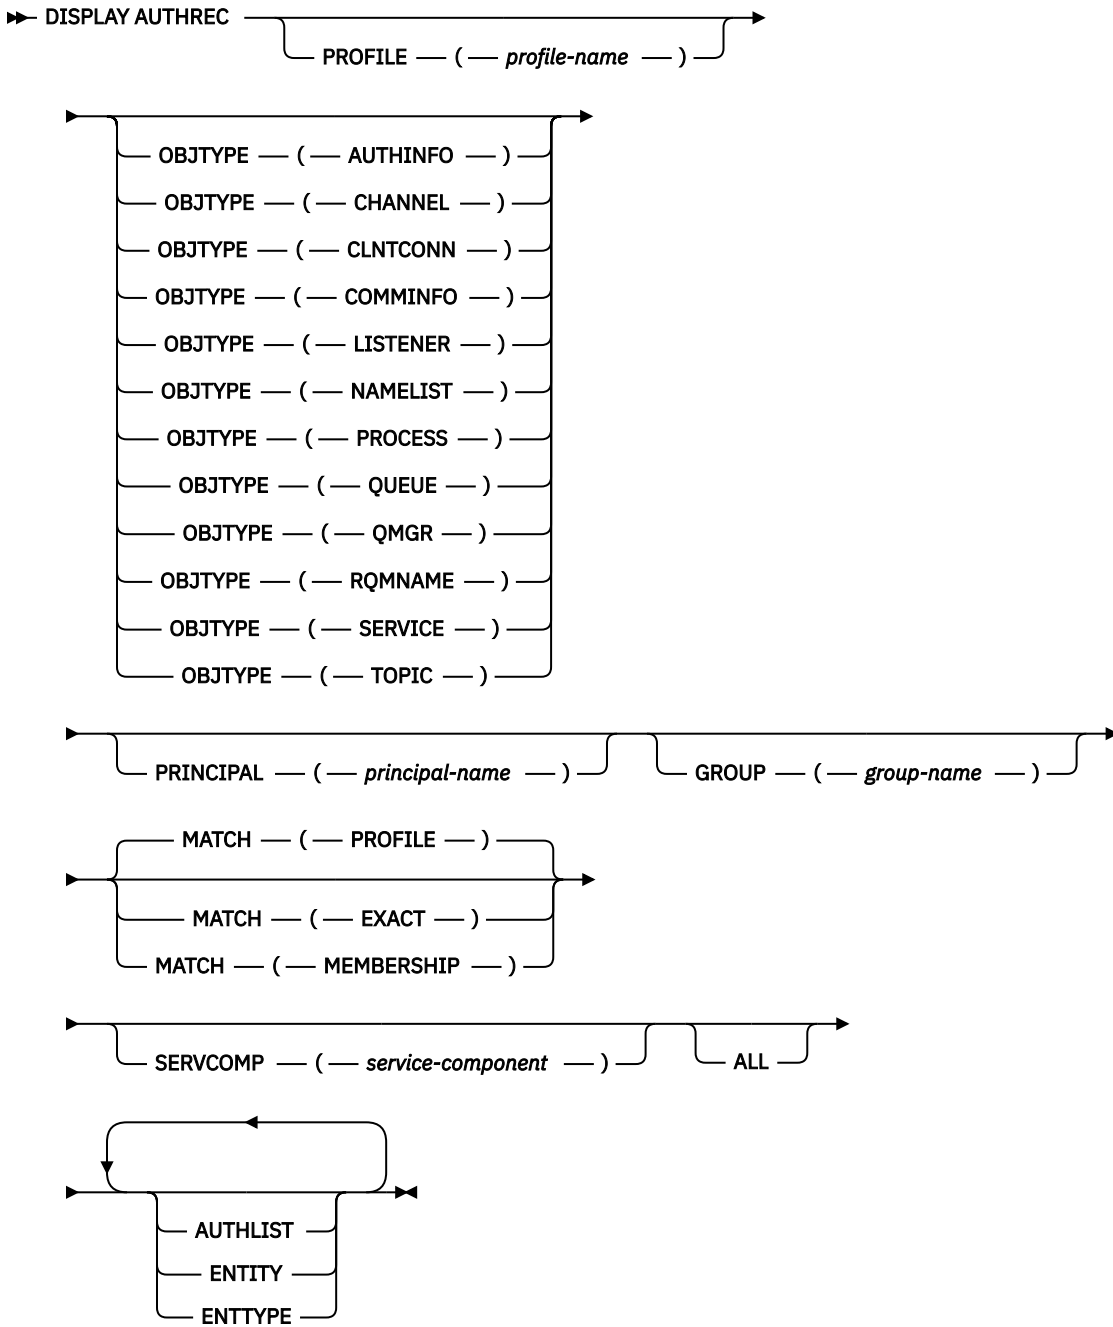 DISPLAY AUTHREC
PROFILE ( profile-name )
OBJTYPE ( AUTHINFO )
OBJTYPE ( CHANNEL )
OBJTYPE ( CLNTCONN )
OBJTYPE ( COMMINFO )
OBJTYPE ( LISTENER )
OBJTYPE ( NAMELIST )
OBJTYPE ( PROCESS )
OBJTYPE ( QUEUE )
OBJTYPE ( QMGR )
OBJTYPE ( RQMNAME )
OBJTYPE ( SERVICE )
OBJTYPE ( TOPIC )
PRINCIPAL ( principal-name ) GROUP ( group-name )
MATCH ( PROFILE )
MATCH ( EXACT )
MATCH ( MEMBERSHIP )
SERVCOMP ( service-component ) ALL
AUTHLIST
ENTITY
ENTTYPE